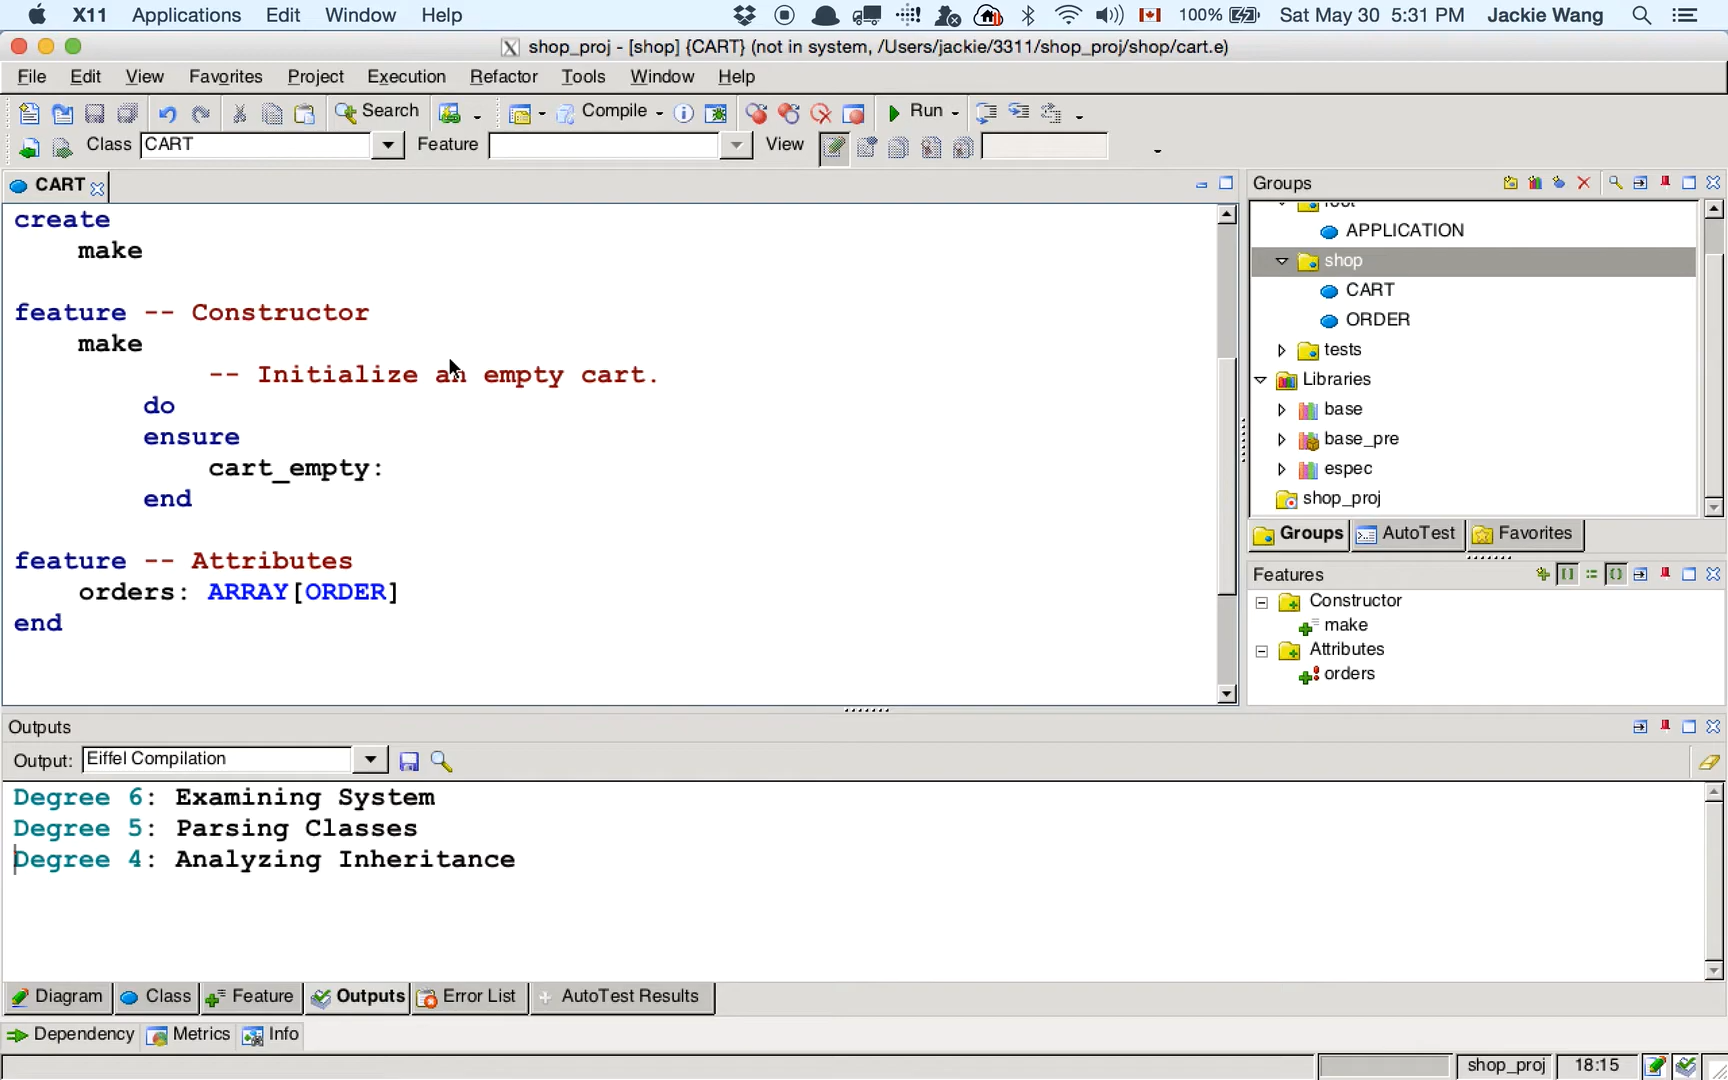 X11 Applications Edit Window Help 100% Sat May 30 5:31 PM Jackie Wang
shop_proj - [shop] {CART} (not in system, /Users/jackie/3311/shop_proj/shop/cart.e)
File Edit View Favorites Project Execution Refactor Tools Window Help
Search Compile Run
Class CART Feature View
CART
create
make
feature -- Constructor
make
-- Initialize an empty cart.
do
ensure
cart_empty:
end
feature -- Attributes
orders: ARRAY[ORDER]
end
Groups
root
APPLICATION
shop
CART
ORDER
tests
Libraries
base
base_pre
espec
shop_proj
Groups AutoTest Favorites
Features
Constructor
make
Attributes
orders
Outputs
Output: Eiffel Compilation
Degree 6: Examining System
Degree 5: Parsing Classes
Degree 4: Analyzing Inheritance
Diagram Class Feature Outputs Error List AutoTest Results
Dependency Metrics Info
shop_proj 18:15